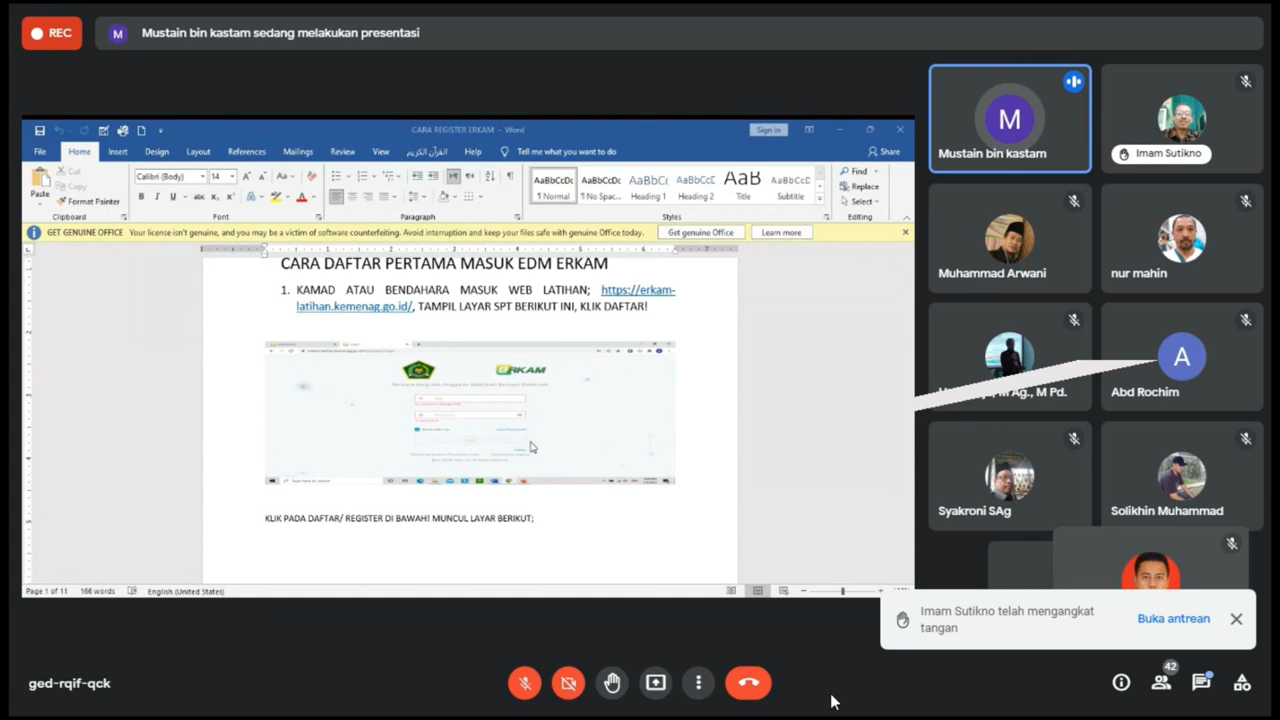 REC
M
Mustain bin kastam sedang melakukan presentasi
CARA REGISTER ERKAM - Word
Sign in
File Home Insert Design Layout References Mailings Review View القرآن الكريم Help Tell me what you want to do Share
Paste
Cut
Copy
Format Painter
Calibri (Body) 14
AaBbCcDc AaBbCcDc AaBbC( AaBbCcC AaB AaBbCcC
¶ Normal ¶ No Spac... Heading 1 Heading 2 Title Subtitle
Find
Replace
Select
Clipboard Font Paragraph Styles Editing
GET GENUINE OFFICE Your license isn't genuine, and you may be a victim of software counterfeiting. Avoid interruption and keep your files safe with genuine Office today. Get genuine Office Learn more
CARA DAFTAR PERTAMA MASUK EDM ERKAM
1. KAMAD ATAU BENDAHARA MASUK WEB LATIHAN; https://erkam-
latihan.kemenag.go.id/, TAMPIL LAYAR SPT BERIKUT INI, KLIK DAFTAR!
ERKAM
KLIK PADA DAFTAR/ REGISTER DI BAWAH! MUNCUL LAYAR BERIKUT;
Page 1 of 11 166 words English (United States)
M
Mustain bin kastam
Imam Sutikno
Muhammad Arwani
nur mahin
M Ag., M Pd.
A
Abd Rochim
Syakroni SAg
Solikhin Muhammad
Imam Sutikno telah mengangkat
tangan
Buka antrean
ged-rqif-qck
42